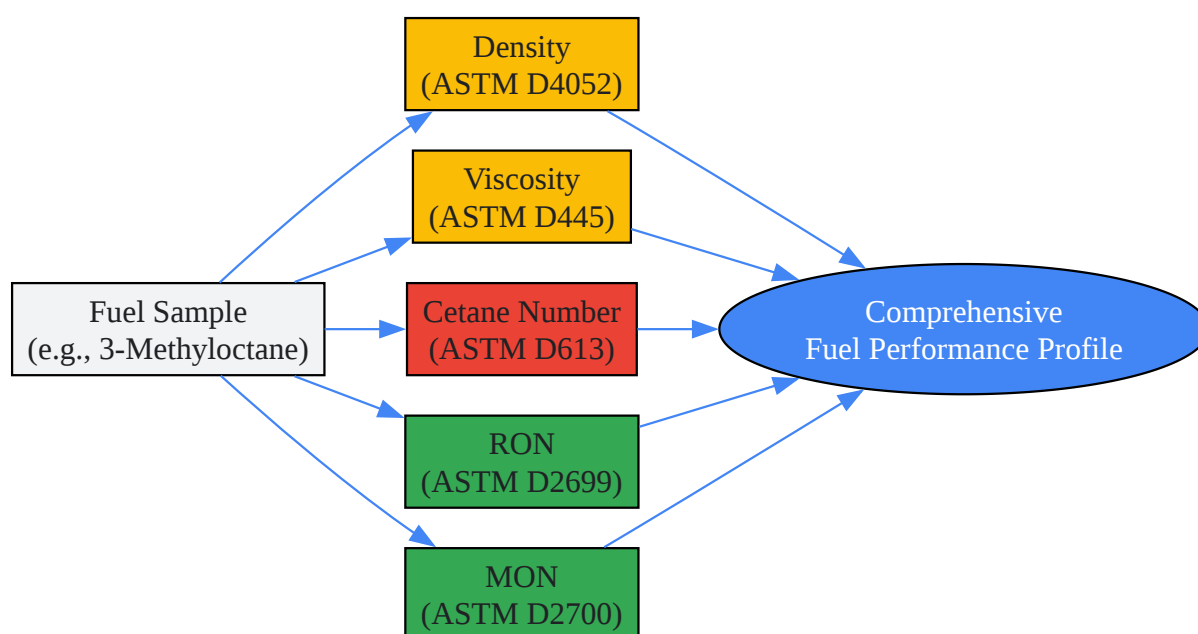 Density
(ASTM D4052)
Viscosity
(ASTM D445)
Fuel Sample
(e.g., 3-Methyloctane)
Cetane Number
(ASTM D613)
Comprehensive
Fuel Performance Profile
RON
(ASTM D2699)
MON
(ASTM D2700)